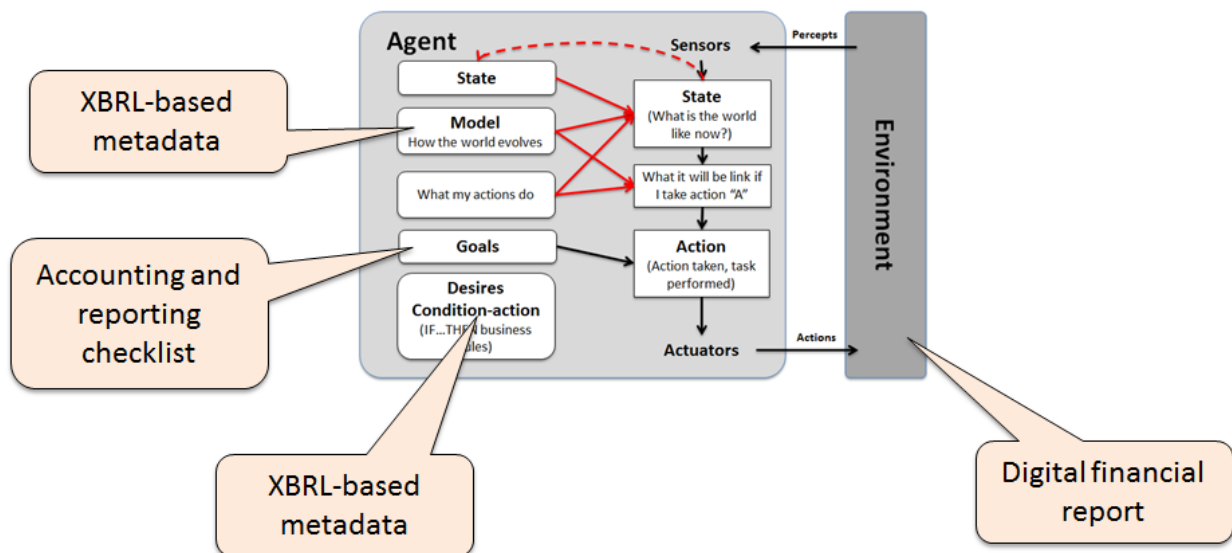 Agent
Sensors
Percepts
State
XBRL-based
metadata
State
(What is the world
like now?)
Model
How the world evolves
What my actions do
What it will be link if
I take action “A”
Environment
Accounting and
reporting
checklist
Goals
Action
(Action taken, task
performed)
Desires
Condition-action
(IF...THEN business
Actuators
Actions
XBRL-based
metadata
Digital financial
report